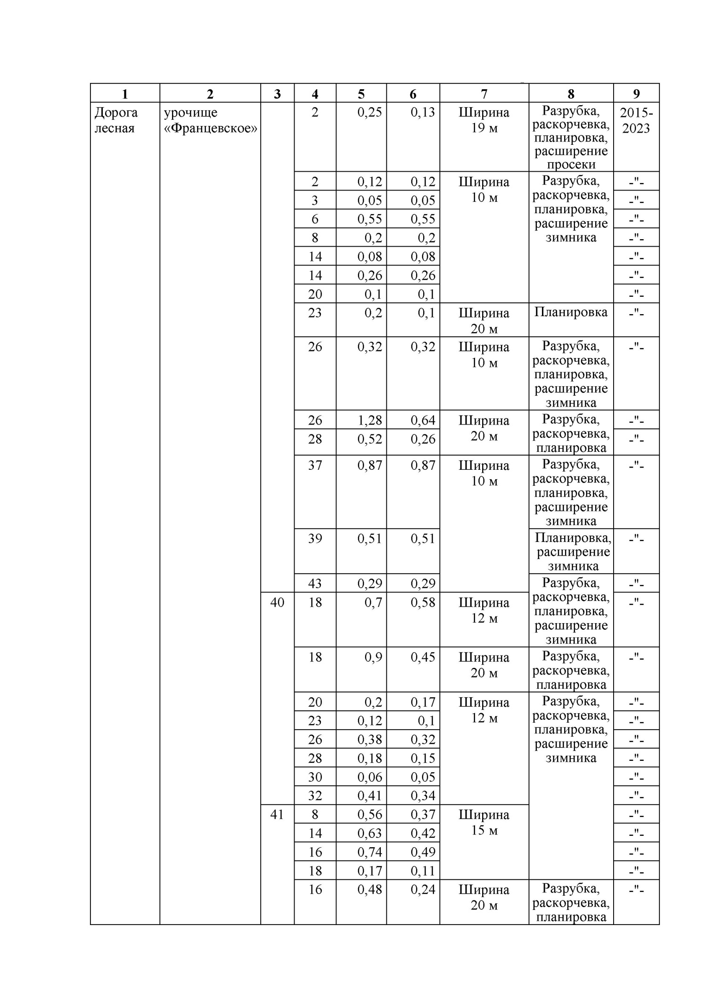 1 2 3 4 5 6 7 8 9
Дорога лесная урочище «Францевское» 2 0,25 0,13 Ширина 19 м Разрубка, раскорчевка, планировка, расширение просеки 2015-2023
2 0,12 0,12 Ширина 10 м Разрубка, раскорчевка, планировка, расширение зимника -"-
3 0,05 0,05 -"-
6 0,55 0,55 -"-
8 0,2 0,2 -"-
14 0,08 0,08 -"-
14 0,26 0,26 -"-
20 0,1 0,1 -"-
23 0,2 0,1 Ширина 20 м Планировка -"-
26 0,32 0,32 Ширина 10 м Разрубка, раскорчевка, планировка, расширение зимника -"-
26 1,28 0,64 Ширина 20 м Разрубка, раскорчевка, планировка -"-
28 0,52 0,26 -"-
37 0,87 0,87 Ширина 10 м Разрубка, раскорчевка, планировка, расширение зимника -"-
39 0,51 0,51 Планировка, расширение зимника -"-
43 0,29 0,29 Разрубка, раскорчевка, планировка, расширение зимника -"-
40 18 0,7 0,58 Ширина 12 м -"-
18 0,9 0,45 Ширина 20 м Разрубка, раскорчевка, планировка -"-
20 0,2 0,17 Ширина 12 м Разрубка, раскорчевка, планировка, расширение зимника -"-
23 0,12 0,1 -"-
26 0,38 0,32 -"-
28 0,18 0,15 -"-
30 0,06 0,05 -"-
32 0,41 0,34 -"-
41 8 0,56 0,37 Ширина 15 м -"-
14 0,63 0,42 -"-
16 0,74 0,49 -"-
18 0,17 0,11 -"-
16 0,48 0,24 Ширина 20 м Разрубка, раскорчевка, планировка -"-